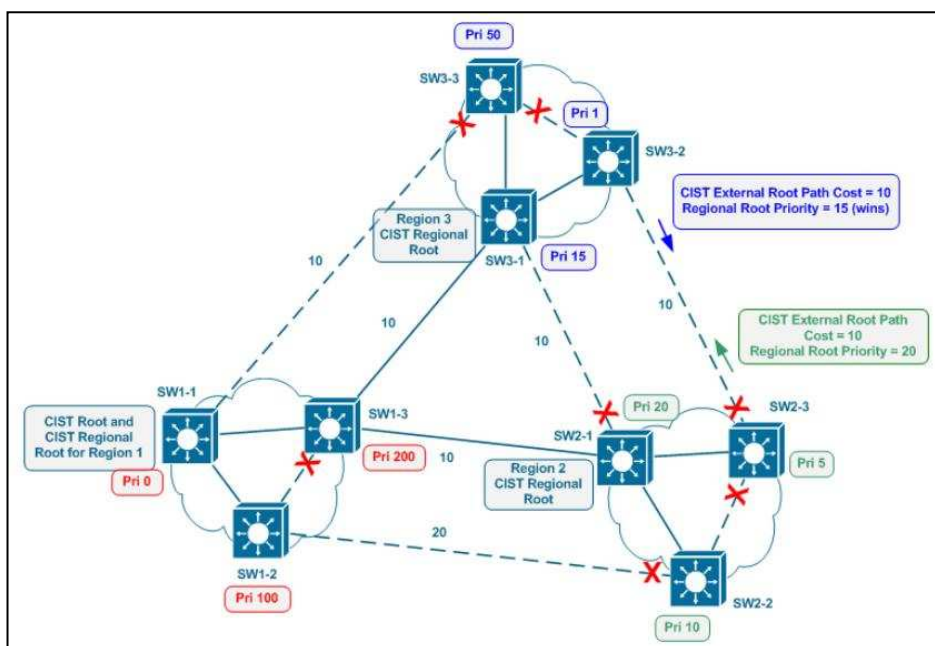 Pri 50
SW3-3
Pri 1
SW3-2
CIST External Root Path Cost = 10
Regional Root Priority = 15 (wins)
Region 3
CIST Regional
Root
SW3-1
Pri 15
10
10
10
10
CIST External Root Path
Cost = 10
Regional Root Priority = 20
SW1-1
SW1-3
Pri 20
SW2-3
CIST Root and
CIST Regional
Root for Region 1
Pri 0
Pri 200
10
SW2-1
Region 2
CIST Regional
Root
Pri 5
20
SW1-2
Pri 100
SW2-2
Pri 10